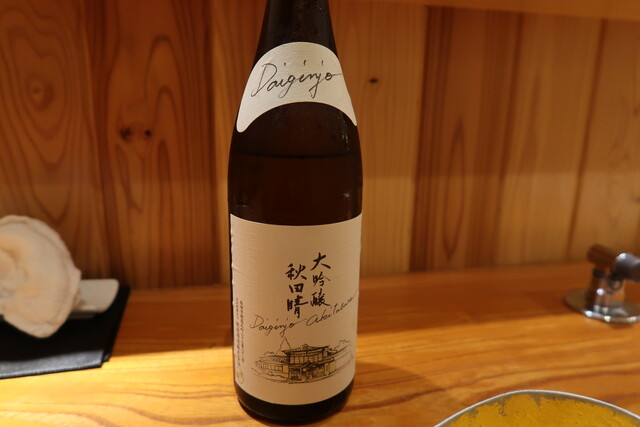 Daiginjo
大吟醸
秋田晴
Daiginjo Akitabare